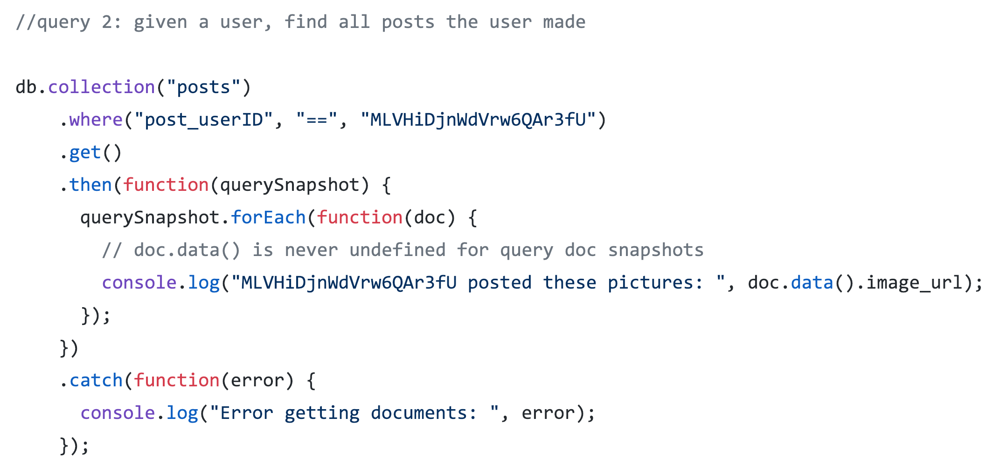 //query 2: given a user, find all posts the user made
db.collection("posts")
.where("post_userID", "==", "MLVHiDjnWdVrw6QAr3fU")
.get()
.then(function(querySnapshot) {
querySnapshot.forEach(function(doc) {
// doc.data() is never undefined for query doc snapshots
console.log("MLVHiDjnWdVrw6QAr3fU posted these pictures: ", doc.data().image_url);
});
})
.catch(function(error) {
console.log("Error getting documents: ", error);
});